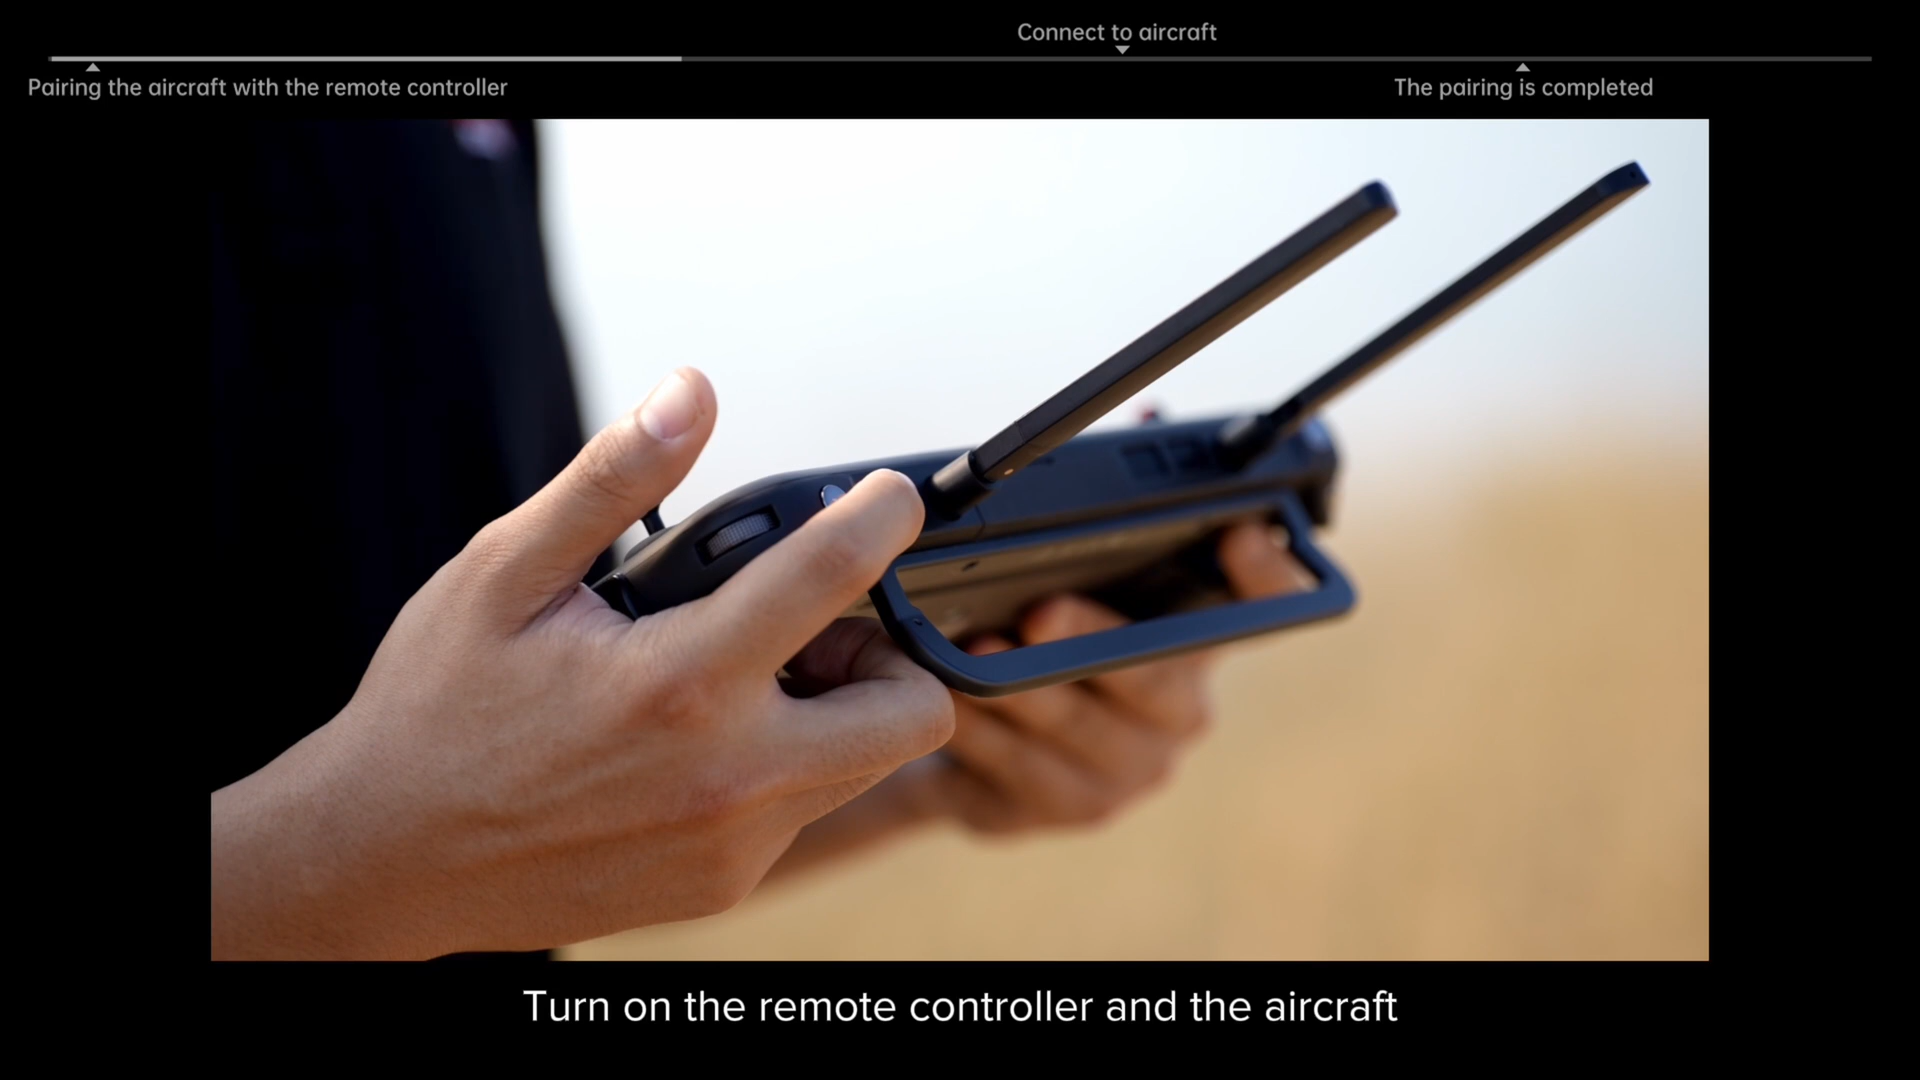 Connect to aircraft
Pairing the aircraft with the remote controller
The pairing is completed
Turn on the remote controller and the aircraft